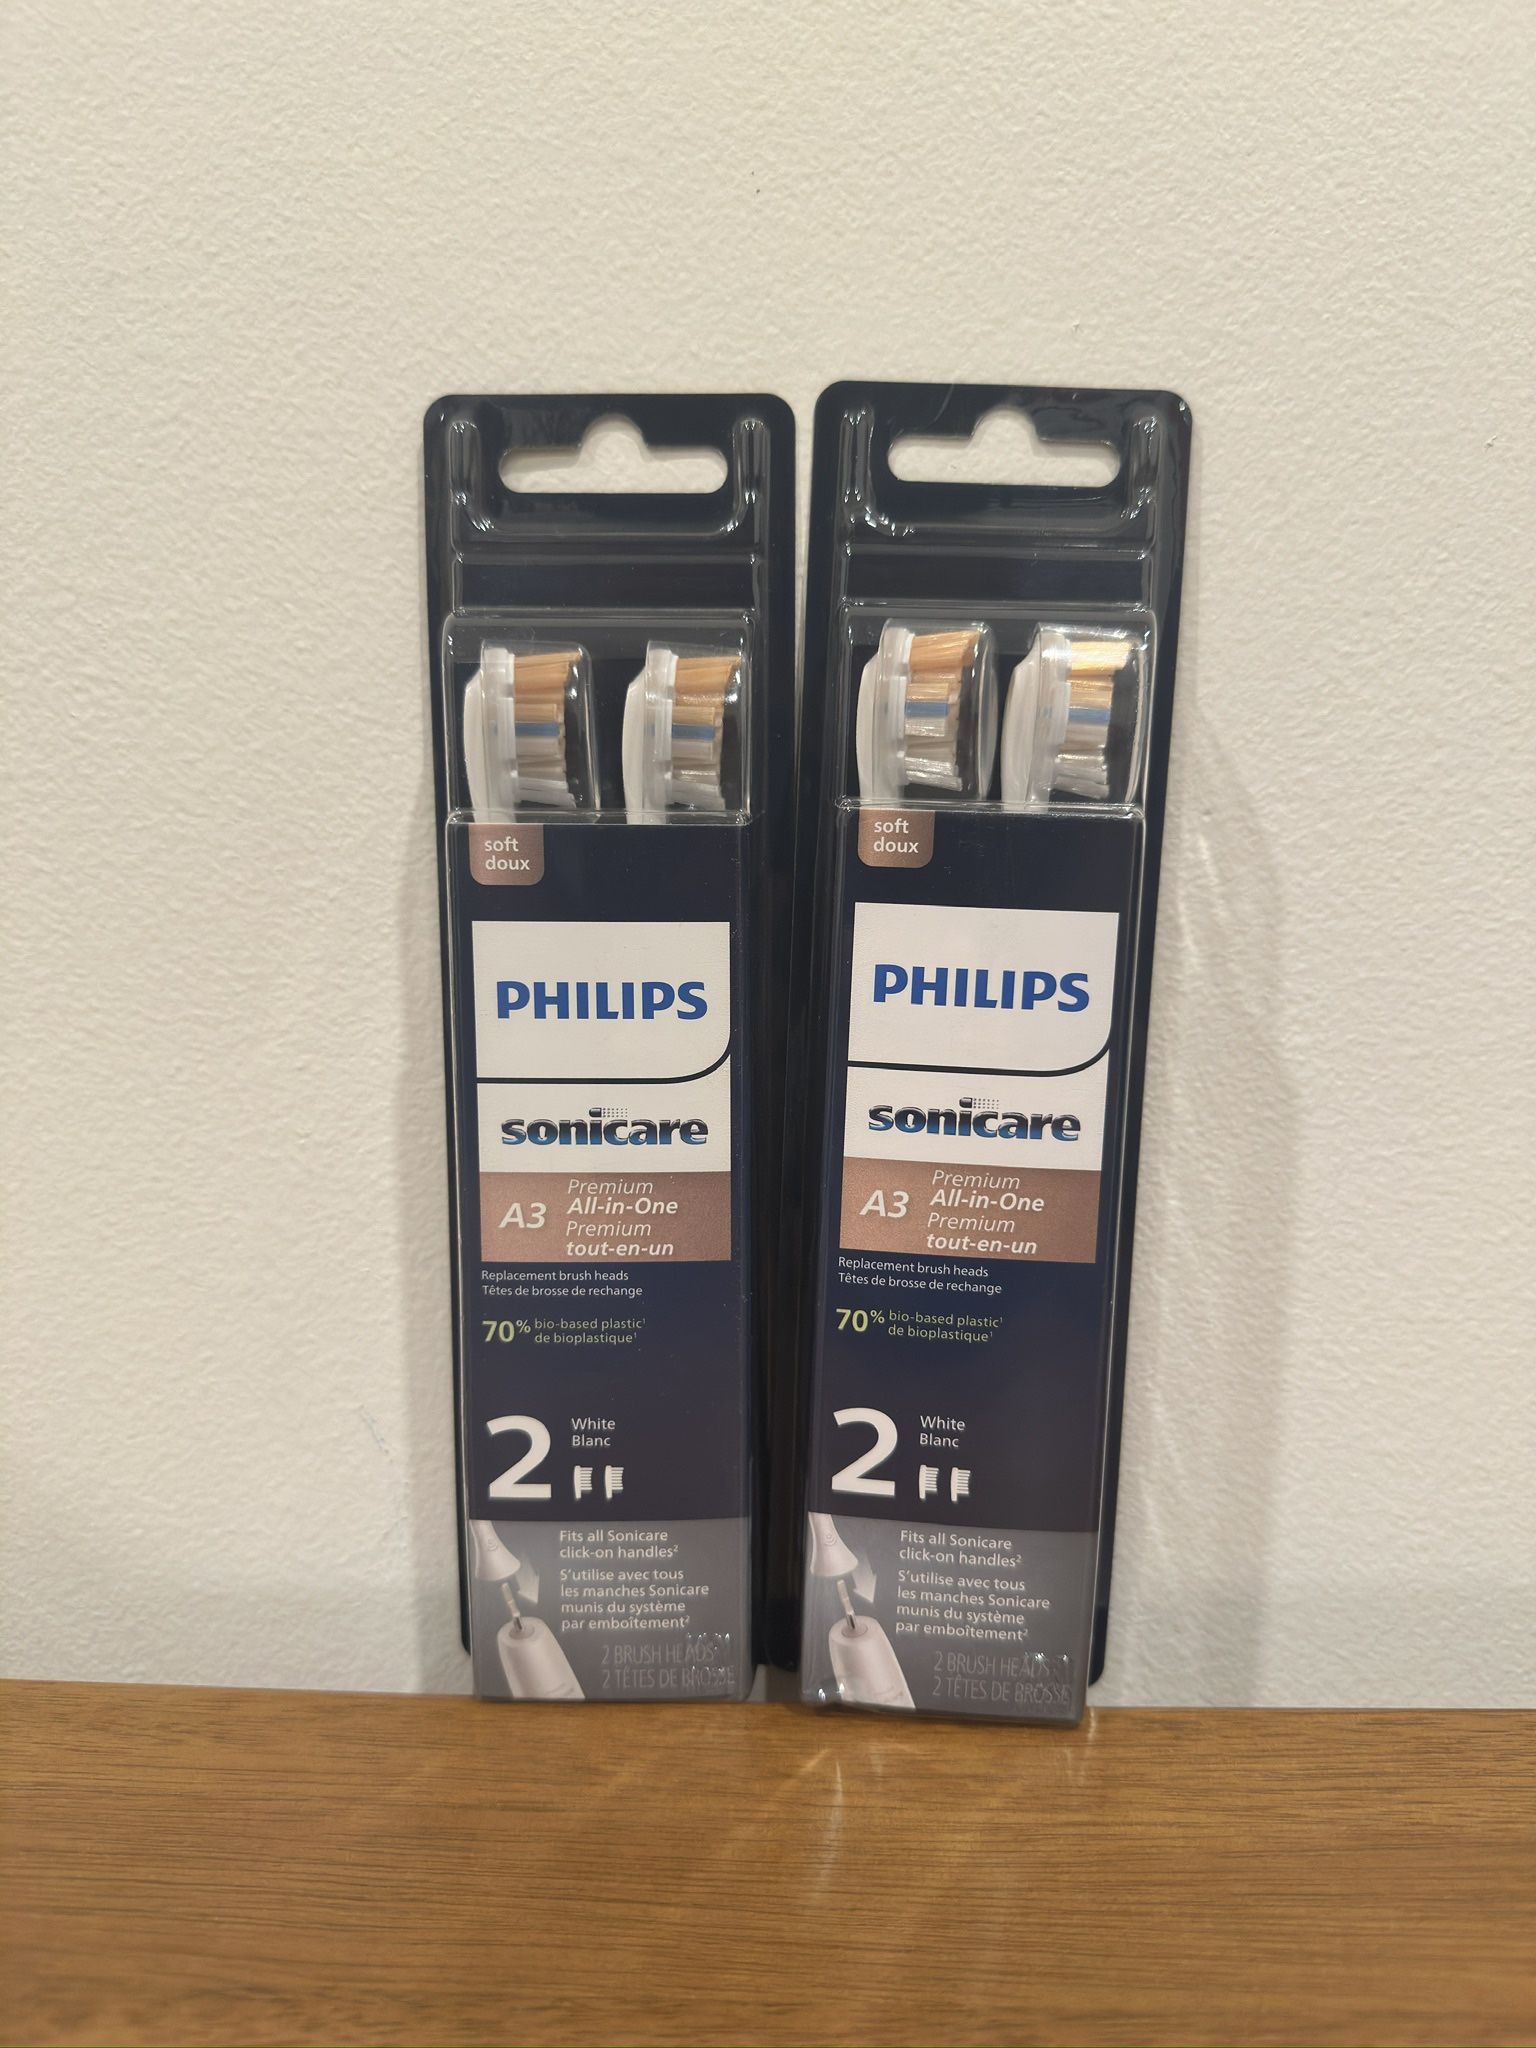 soft
doux
PHILIPS
sonicare
A3
Premium
All-in-One
Premium
tout-en-un
Replacement brush heads
Têtes de brosse de rechange
70% bio-based plastic¹
de bioplastique¹
2
White
Blanc
Fits all Sonicare
click-on handles²
S'utilise avec tous
les manches Sonicare
munis du système
par emboîtement²
2 BRUSH HEADS
2 TÊTES DE BROSSE
soft
doux
PHILIPS
sonicare
A3
Premium
All-in-One
Premium
tout-en-un
Replacement brush heads
Têtes de brosse de rechange
70% bio-based plastic¹
de bioplastique¹
2
White
Blanc
Fits all Sonicare
click-on handles²
S'utilise avec tous
les manches Sonicare
munis du système
par emboîtement²
2 BRUSH HEADS
2 TÊTES DE BROSSE